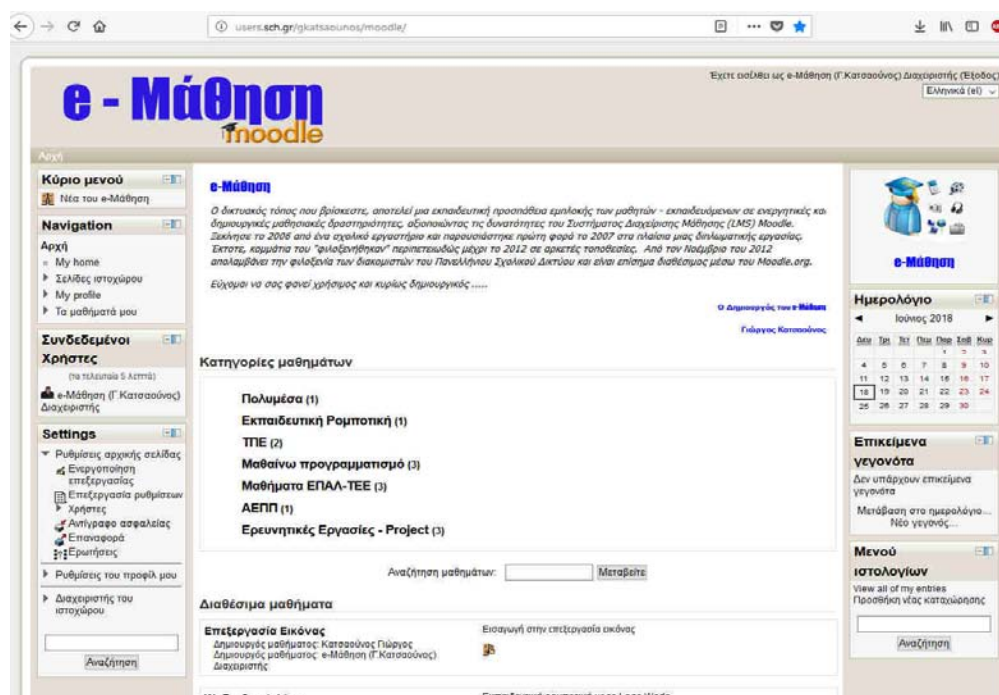 users.sch.gr/gkatsaounos/moodle/
Έχετε εισέλθει ως e-Μάθηση (Γ.Κατσαούνος) Διαχειριστής (Έξοδος)
Ελληνικά (el)
e - Μάθηση
moodle
Αρχή
Κύριο μενού
Νέα του e-Μάθηση
Navigation
Αρχή
My home
Σελίδες ιστοχώρου
My profile
Τα μαθήματά μου
Συνδεδεμένοι
Χρήστες
(τα τελευταία 5 λεπτά)
e-Μάθηση (Γ.Κατσαούνος)
Διαχειριστής
Settings
Ρυθμίσεις αρχικής σελίδας
Ενεργοποίηση
επεξεργασίας
Επεξεργασία ρυθμίσεων
Χρήστες
Αντίγραφο ασφαλείας
Επαναφορά
Ερωτήσεις
Ρυθμίσεις του προφίλ μου
Διαχειριστής του
ιστοχώρου
Αναζήτηση
e-Μάθηση
Ο δικτυακός τόπος που βρίσκεστε, αποτελεί μια εκπαιδευτική προσπάθεια εμπλοκής των μαθητών - εκπαιδευόμενων σε ενεργητικές και
δημιουργικές μαθησιακές δραστηριότητες, αξιοποιώντας τις δυνατότητες του Συστήματος Διαχείρισης Μάθησης (LMS) Moodle.
Ξεκίνησε το 2006 από ένα σχολικό εργαστήριο και παρουσιάστηκε πρώτη φορά το 2007 στα πλαίσια μιας διπλωματικής εργασίας.
Έκτοτε, κομμάτια του "φιλοξενήθηκαν" περιπετειωδώς μέχρι το 2012 σε αρκετές τοποθεσίες. Από τον Νοέμβριο του 2012
απολαμβάνει την φιλοξενία των διακομιστών του Πανελλήνιου Σχολικού Δικτύου και είναι επίσημα διαθέσιμος μέσω του Moodle.org.
Εύχομαι να σας φανεί χρήσιμος και κυρίως δημιουργικός .....
Ο Δημιουργός του e-Μάθηση
Γιώργος Κατσαούνος
Κατηγορίες μαθημάτων
Πολυμέσα (1)
Εκπαιδευτική Ρομποτική (1)
ΤΠΕ (2)
Μαθαίνω προγραμματισμό (3)
Μαθήματα ΕΠΑΛ-ΤΕΕ (3)
ΑΕΠΠ (1)
Ερευνητικές Εργασίες - Project (3)
Αναζήτηση μαθημάτων: Μεταβείτε
Διαθέσιμα μαθήματα
Επεξεργασία Εικόνας
Δημιουργός μαθήματος: Κατσαούνος Γιώργος
Δημιουργός μαθήματος: e-Μάθηση (Γ.Κατσαούνος)
Διαχειριστής
Εισαγωγή στην επεξεργασία εικόνας
e-Μάθηση
Ημερολόγιο
Ιούνιος 2018
Δευ Τρι Τετ Πεμ Παρ Σαβ Κυρ
1 2 3
4 5 6 7 8 9 10
11 12 13 14 15 16 17
18 19 20 21 22 23 24
25 26 27 28 29 30
Επικείμενα
γεγονότα
Δεν υπάρχουν επικείμενα
γεγονότα
Μετάβαση στο ημερολόγιο...
Νέο γεγονός...
Μενού
ιστολογίων
View all of my entries
Προσθήκη νέας καταχώρησης
Αναζήτηση